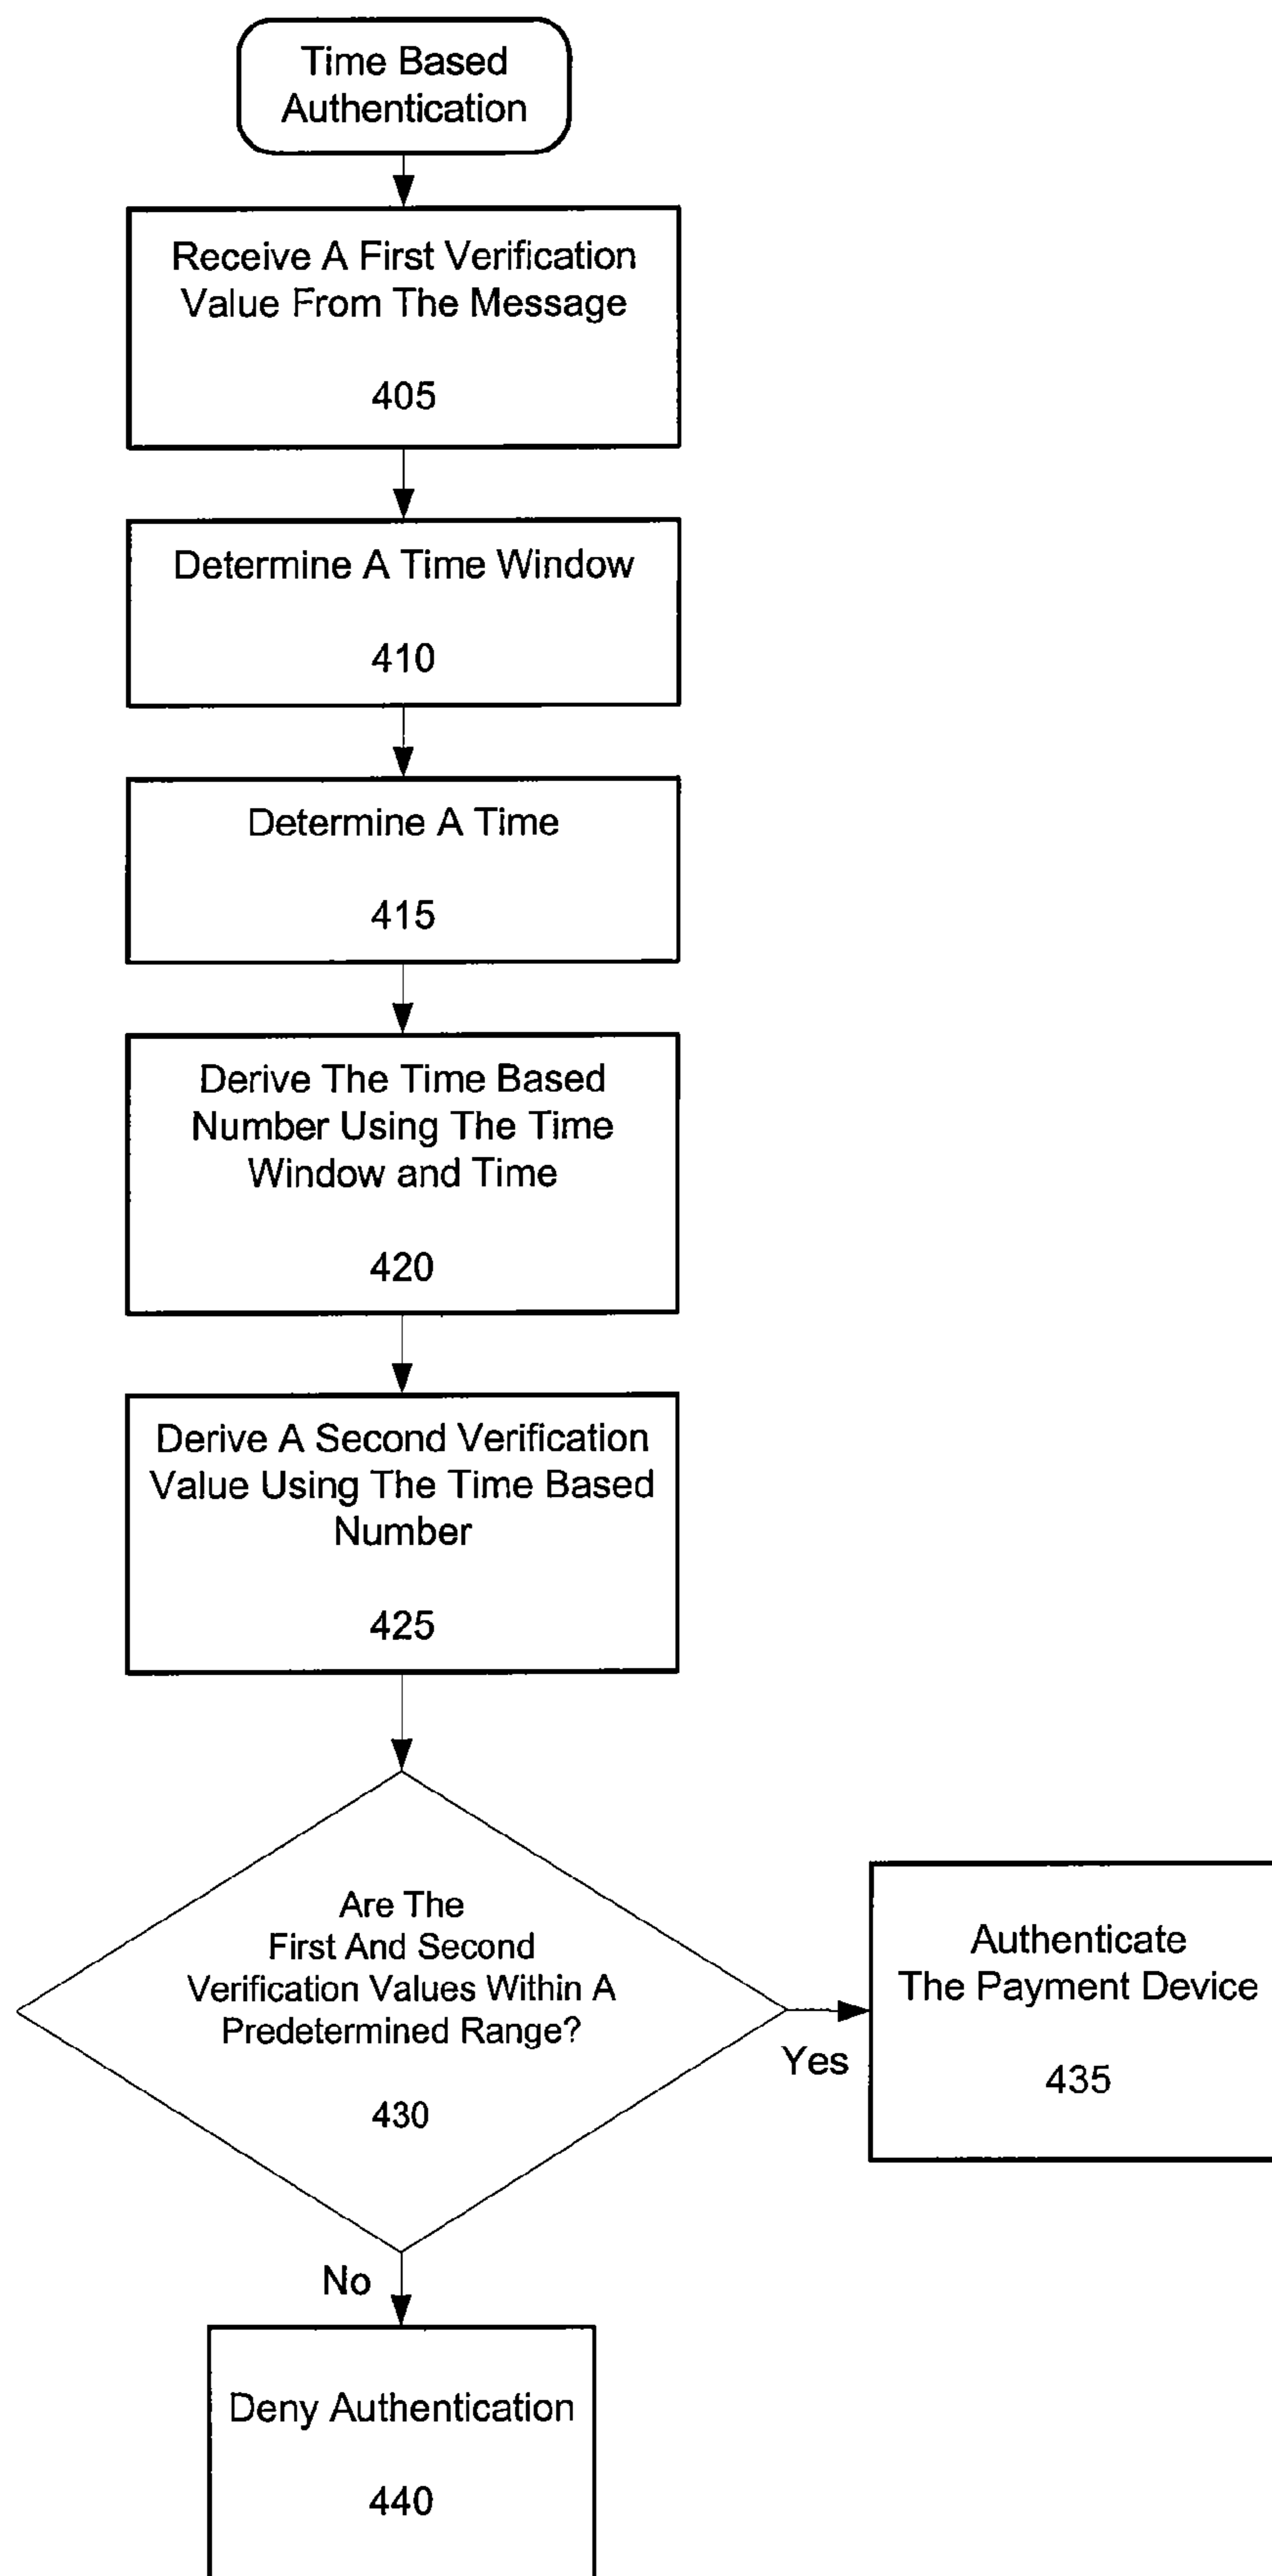 Time Based
Authentication
Receive A First Verification
Value From The Message
405
Determine A Time Window
410
Determine A Time
415
Derive The Time Based
Number Using The Time
Window and Time
420
Derive A Second Verification
Value Using The Time Based
Number
425
Are The
First And Second
Verification Values Within A
Predetermined Range?
430
Yes
Authenticate
The Payment Device
435
No
Deny Authentication
440